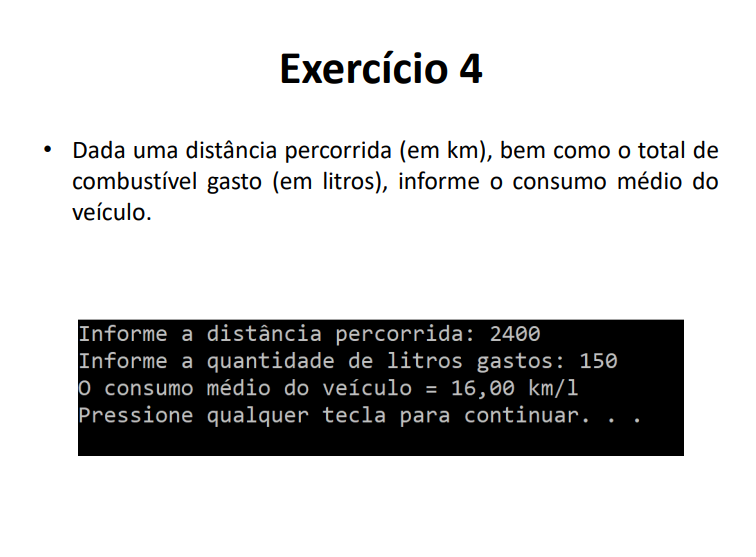 Exercício 4
• Dada uma distância percorrida (em km), bem como o total de
combustível gasto (em litros), informe o consumo médio do
veículo.
Informe a distância percorrida: 2400
Informe a quantidade de litros gastos: 150
O consumo médio do veículo = 16,00 km/l
Pressione qualquer tecla para continuar. . .